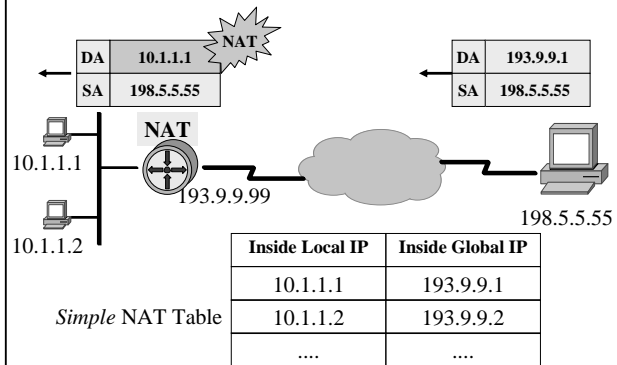 NAT
DA 10.1.1.1
SA 198.5.5.55
DA 193.9.9.1
SA 198.5.5.55
NAT
10.1.1.1
193.9.9.99
198.5.5.55
10.1.1.2
Inside Local IP Inside Global IP
10.1.1.1 193.9.9.1
Simple NAT Table 10.1.1.2 193.9.9.2
.... ....